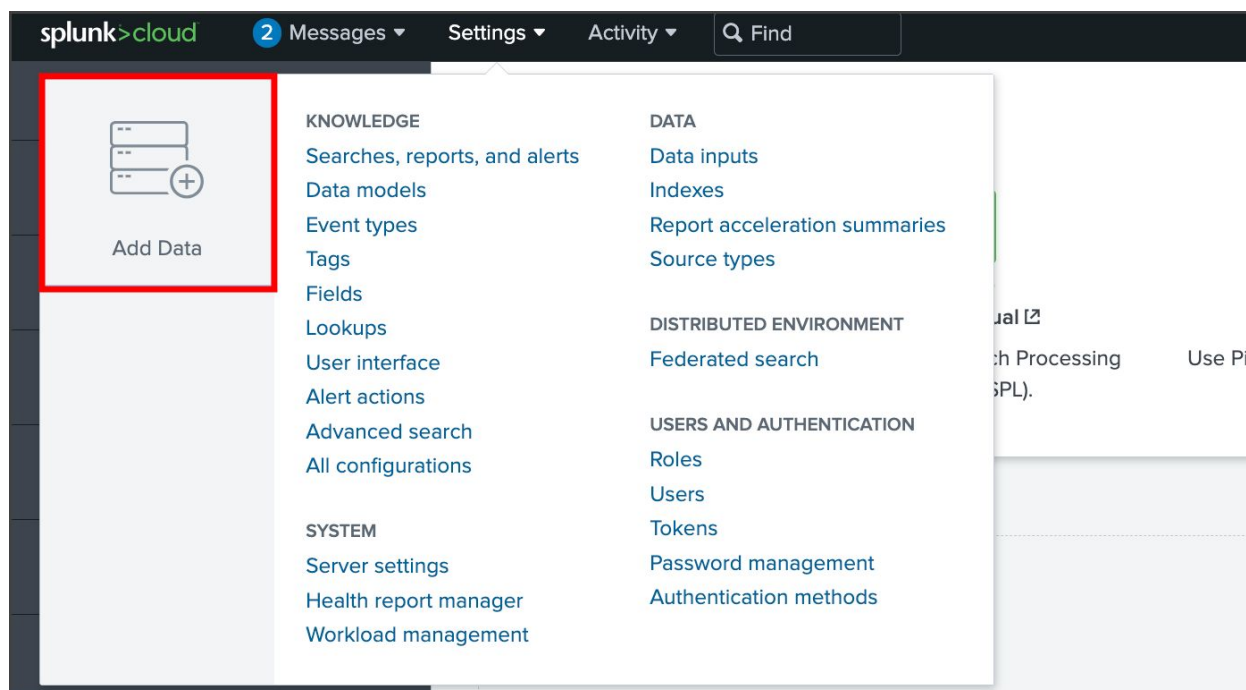 splunk>cloud 2 Messages Settings Activity Find
Add Data
KNOWLEDGE
Searches, reports, and alerts
Data models
Event types
Tags
Fields
Lookups
User interface
Alert actions
Advanced search
All configurations
SYSTEM
Server settings
Health report manager
Workload management
DATA
Data inputs
Indexes
Report acceleration summaries
Source types
DISTRIBUTED ENVIRONMENT
Federated search
USERS AND AUTHENTICATION
Roles
Users
Tokens
Password management
Authentication methods
Processing Use
SPL).